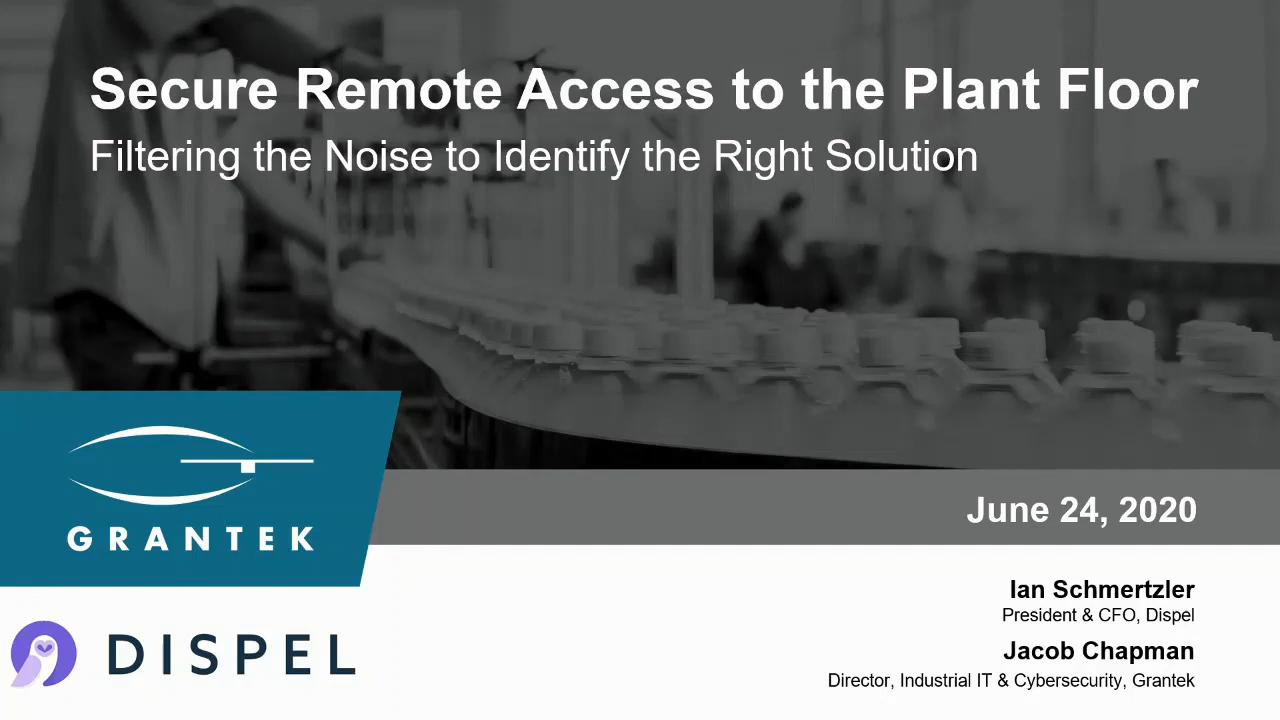 Secure Remote Access to the Plant Floor
Filtering the Noise to Identify the Right Solution
GRANTEK
June 24, 2020
Ian Schmertzler
President & CFO, Dispel
Jacob Chapman
Director, Industrial IT & Cybersecurity, Grantek
DISPEL